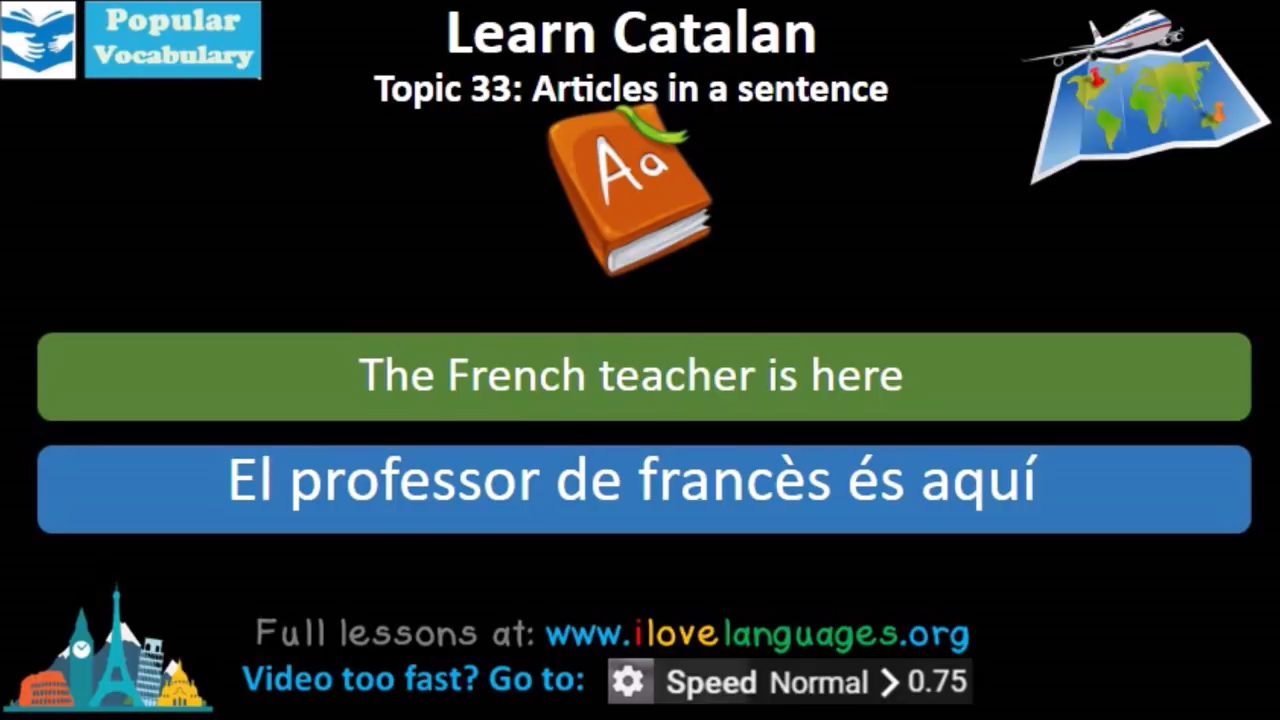 Popular
Vocabulary
Learn Catalan
Topic 33: Articles in a sentence
Aa
The French teacher is here
El professor de francès és aquí
Full lessons at: www.ilovelanguages.org
Video too fast? Go to: Speed Normal > 0.75